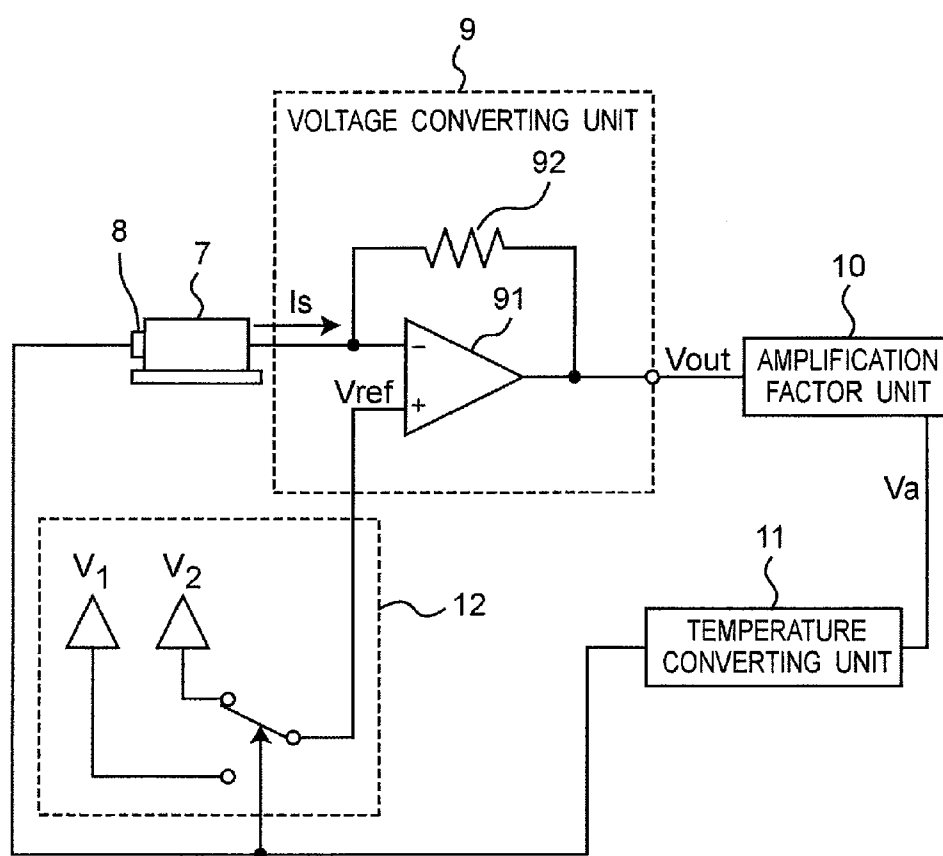 9
VOLTAGE CONVERTING UNIT
92
8
7
Is
91
10
−
Vref
+
Vout
AMPLIFICATION
FACTOR UNIT
Va
V1
V2
12
11
TEMPERATURE
CONVERTING UNIT